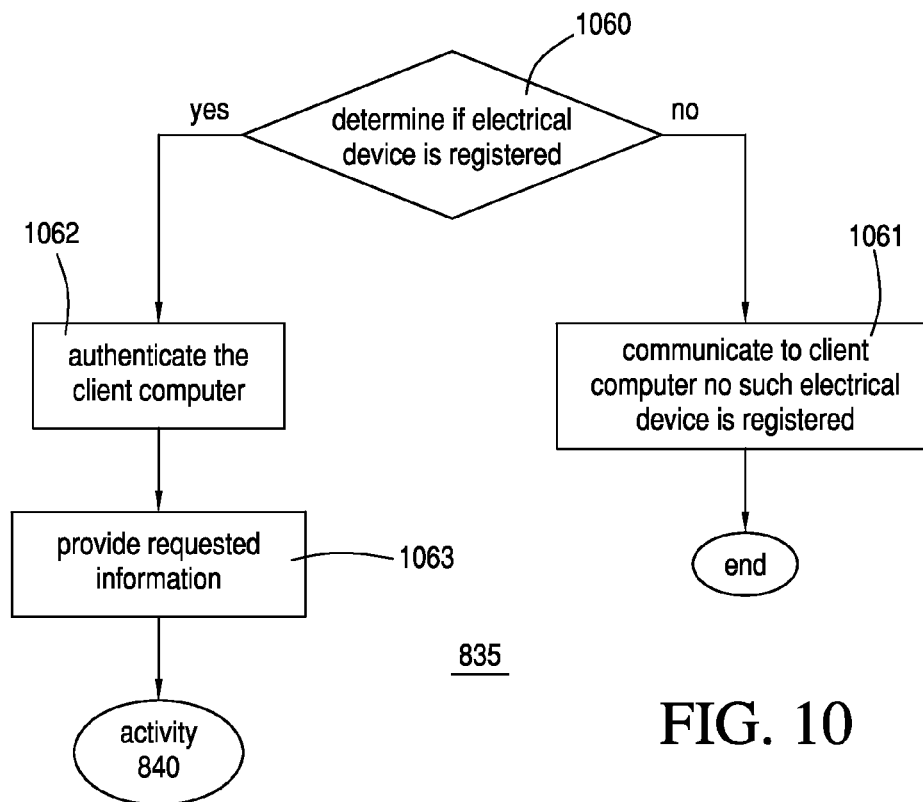 1060
yes
determine if electrical
device is registered
no
1062
1061
authenticate the
client computer
communicate to client
computer no such electrical
device is registered
provide requested
information
1063
end
835
activity
840
FIG. 10